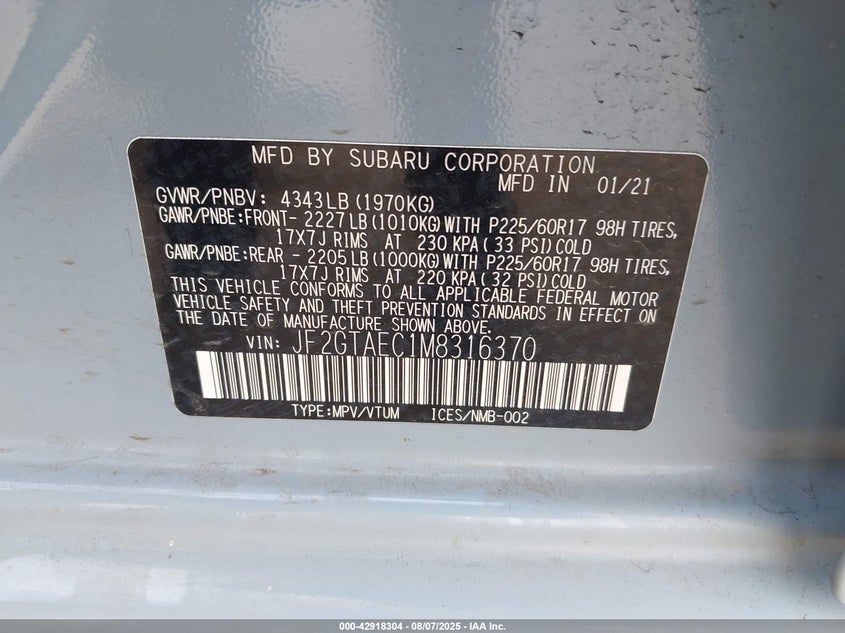 MFD BY SUBARU CORPORATION
MFD IN 01/21
GVWR/PNBV: 4343LB(1970KG)
GAWR/PNBE:FRONT- 2227LB(1010KG)WITH P225/60R17 98H TIRES,
17X7J RIMS AT 230 KPA(33 PSI)COLD
GAWR/PNBE:REAR - 2205LB(1000KG)WITH P225/60R17 98H TIRES,
17X7J RIMS AT 220 KPA(32 PSI)COLD
THIS VEHICLE CONFORMS TO ALL APPLICABLE FEDERAL MOTOR
VEHICLE SAFETY AND THEFT PREVENTION STANDARDS IN EFFECT ON
THE DATE OF MANUFACTURE SHOWN ABOVE.
VIN: JF2GTAEC1M8316370
TYPE:MPV/VTUM ICES/NMB-002
000-42918304 | 08/07/2025 - IAA Inc.